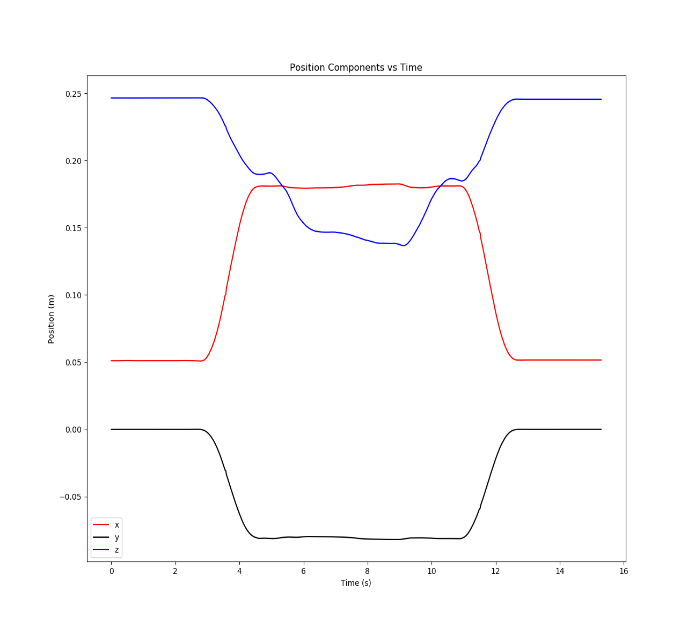 Position Components vs Time
0.25
0.20
0.15
0.10
0.05
0.00
−0.05
Position (m)
x
y
z
0 2 4 6 8 10 12 14 16
Time (s)